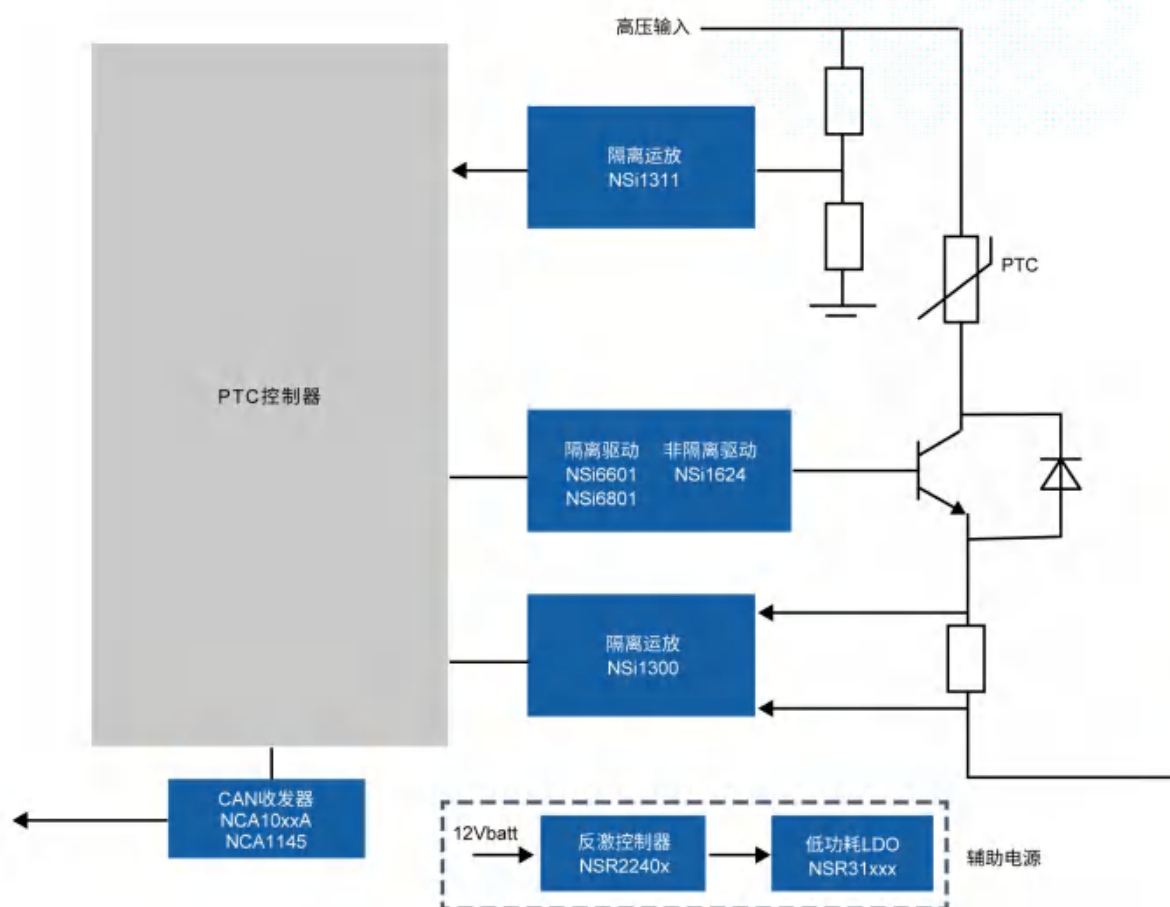 高压输入
隔离运放
NSi1311
PTC
PTC控制器
隔离驱动 非隔离驱动
NSi6601 NSi1624
NSi6801
隔离运放
NSi1300
CAN收发器
NCA10xxA
NCA1145
12Vbatt
反激控制器
NSR2240x
低功耗LDO
NSR31xxx
辅助电源